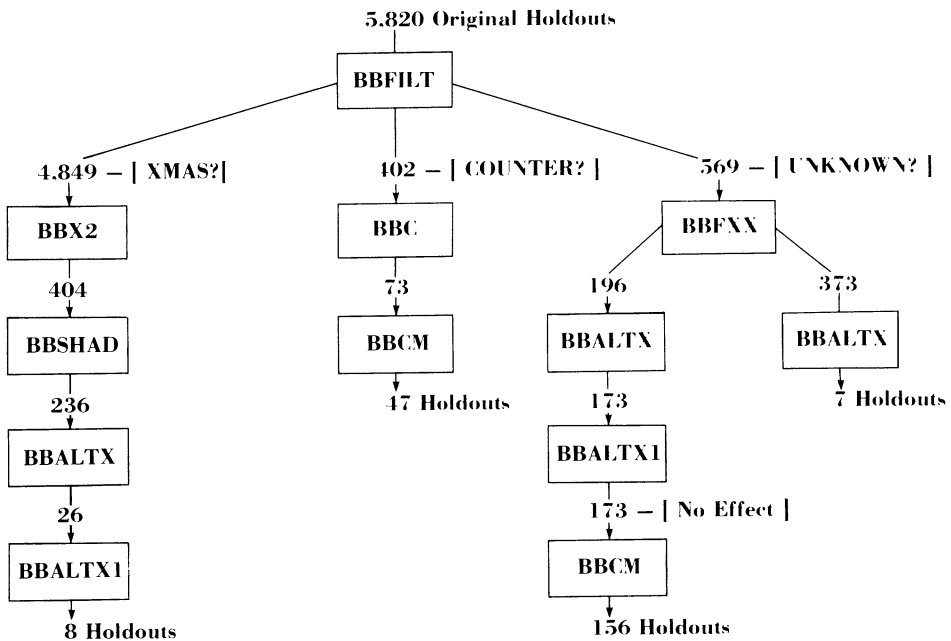 5,820 Original Holdouts
BBFILT
4,849 – [ XMAS?]
402 – [ COUNTER? ]
569 – [ UNKNOWN? ]
BBX2
BBC
BBFXX
404
73
196
373
BBSHAD
BBCM
BBALTX
BBALTX
236
47 Holdouts
173
7 Holdouts
BBALTX
BBALTX1
26
173 – [ No Effect ]
BBALTX1
BBCM
8 Holdouts
156 Holdouts